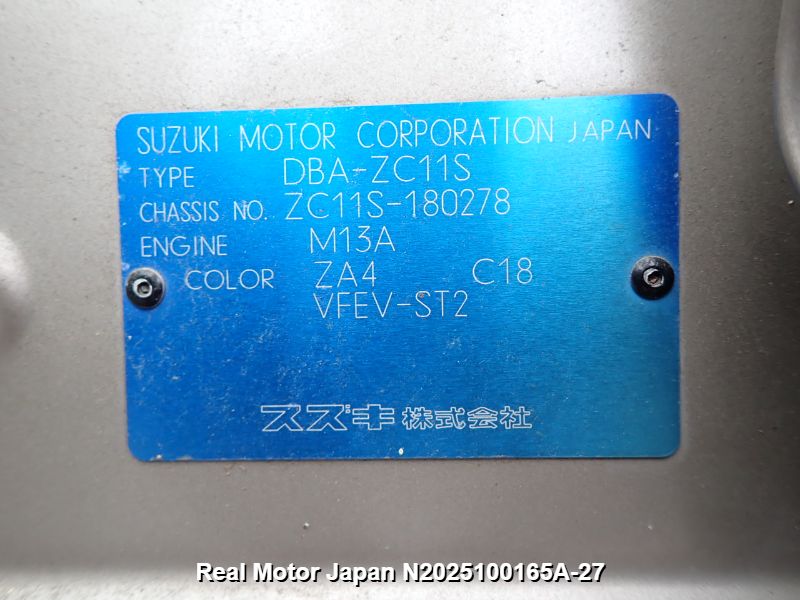 SUZUKI MOTOR CORPORATION JAPAN
TYPE DBA-ZC11S
CHASSIS NO. ZC11S-180278
ENGINE M13A
COLOR ZA4 C18
VFEV-ST2
スズキ株式会社
Real Motor Japan N2025100165A-27